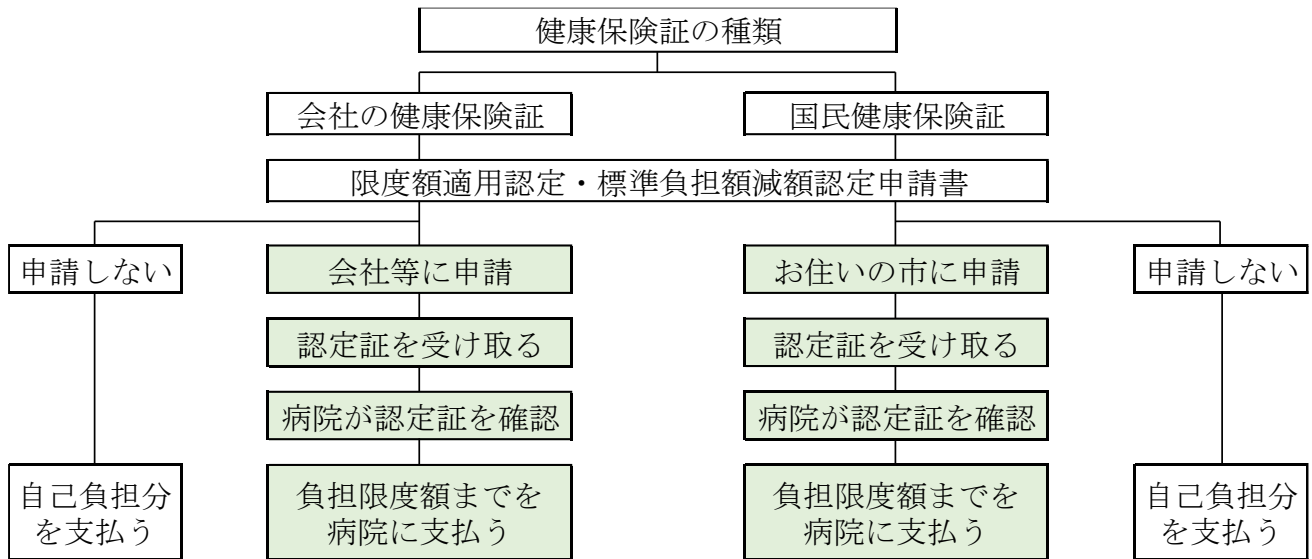 健康保険証の種類
会社の健康保険証
国民健康保険証
限度額適用認定・標準負担額減額認定申請書
申請しない
会社等に申請
お住いの市に申請
申請しない
認定証を受け取る
認定証を受け取る
病院が認定証を確認
病院が認定証を確認
自己負担分
を支払う
負担限度額までを
病院に支払う
負担限度額までを
病院に支払う
自己負担分
を支払う